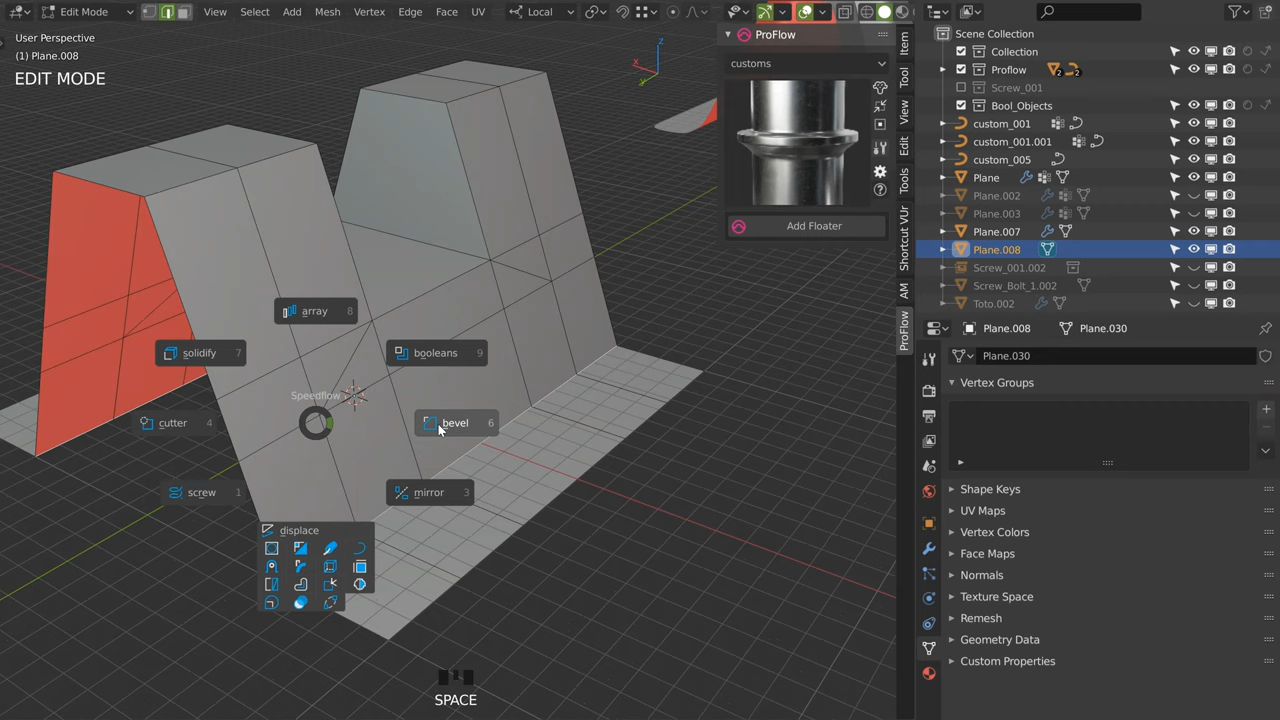 Edit Mode
View
Select
Add
Mesh
Vertex
Edge
Face
UV
Local
User Perspective
(1) Plane.008
EDIT MODE
z
x
ProFlow
customs
Add Floater
Item
Tool
View
Edit
Tools
Shortcut VUr
AM
ProFlow
array 8
solidify 7
booleans 9
Speedflow
cutter 4
bevel 6
screw 1
mirror 3
displace
SPACE
Scene Collection
Collection
Proflow 2 2
Screw_001
Bool_Objects
custom_001
custom_001.001
custom_005
Plane
Plane.002
Plane.003
Plane.007
Plane.008
Screw_001.002
Screw_Bolt_1.002
Toto.002
Plane.008
Plane.030
Plane.030
Vertex Groups
Shape Keys
UV Maps
Vertex Colors
Face Maps
Normals
Texture Space
Remesh
Geometry Data
Custom Properties